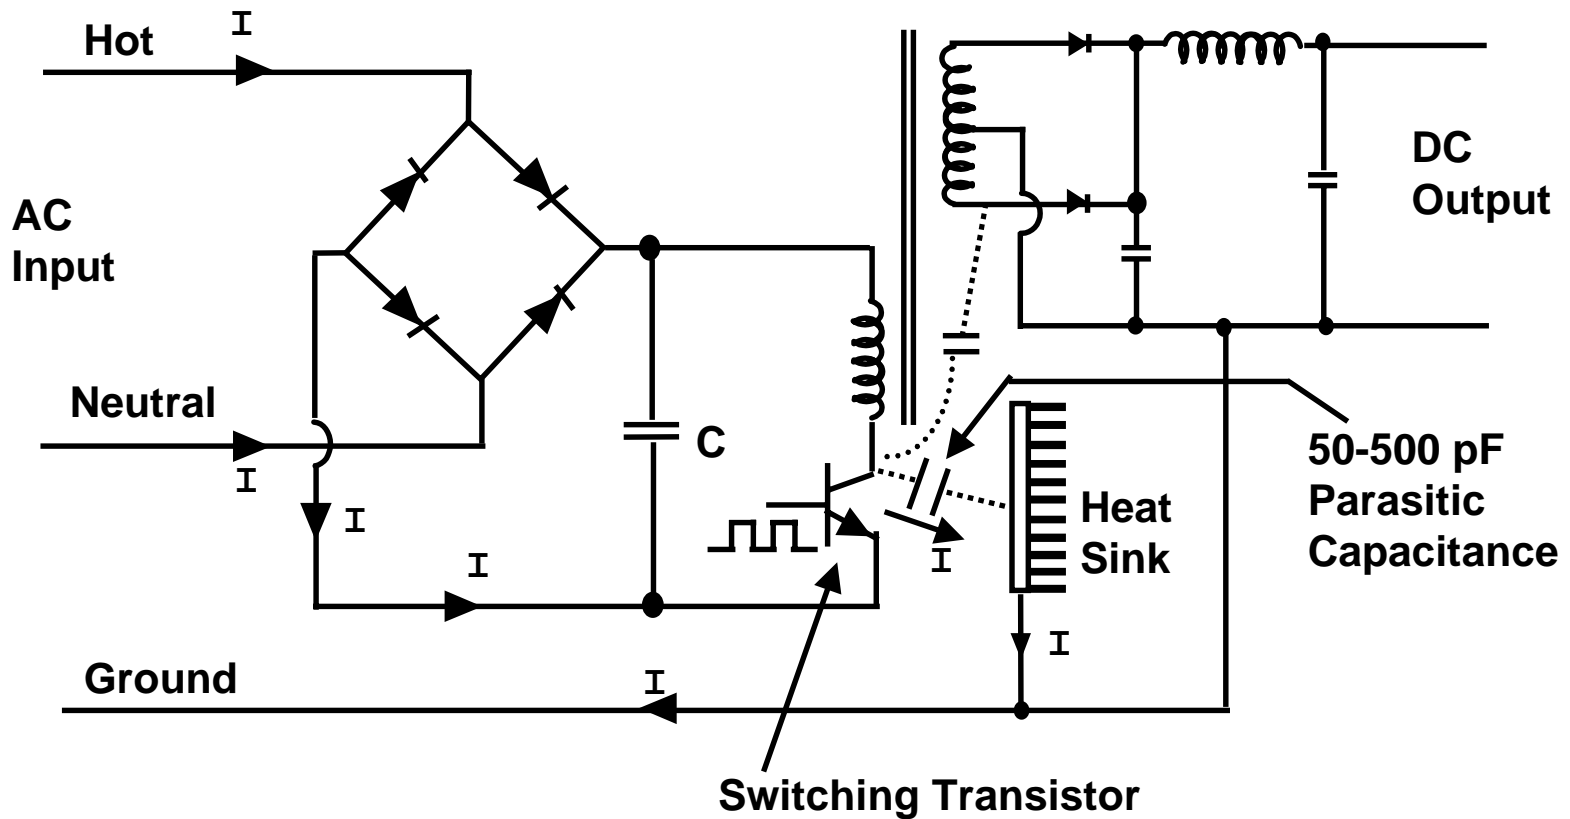 I
Hot
AC
Input
DC
Output
Neutral
I
I
C
50-500 pF
Parasitic
Capacitance
Heat
Sink
I
I
I
Ground
I
Switching Transistor